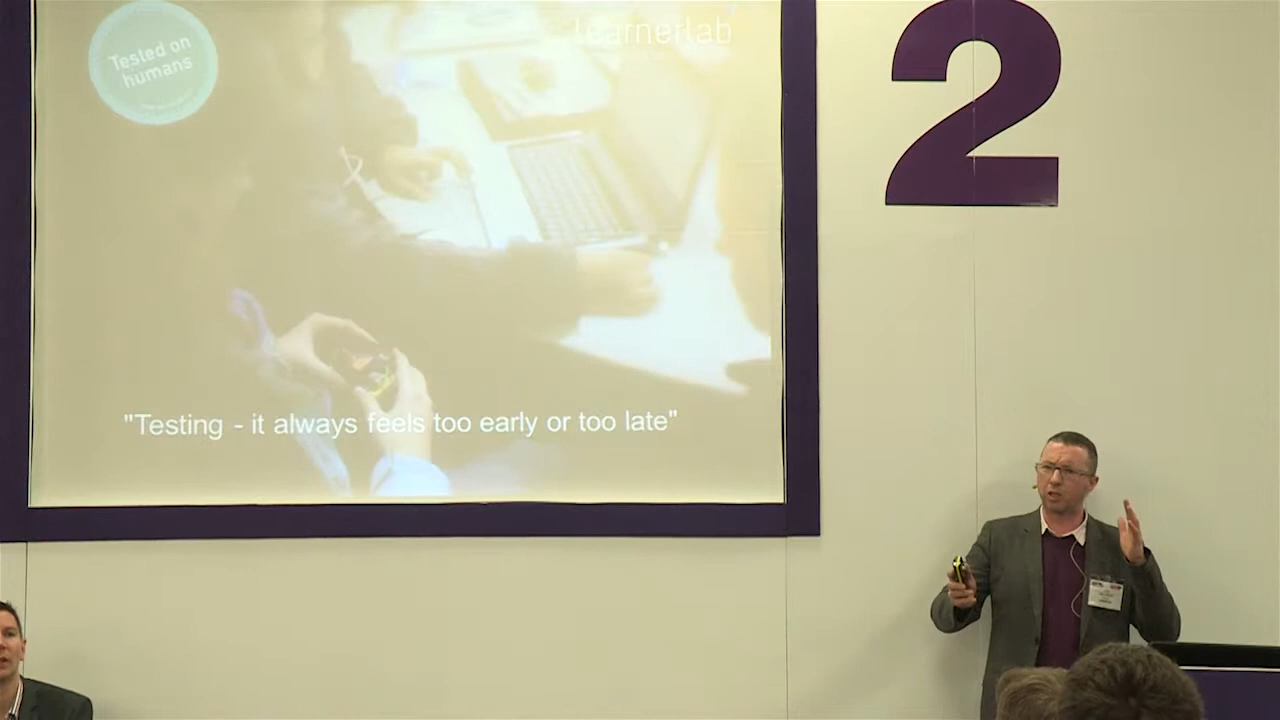 Tested on
humans
learnerlab
2
"Testing - it always feels too early or too late"